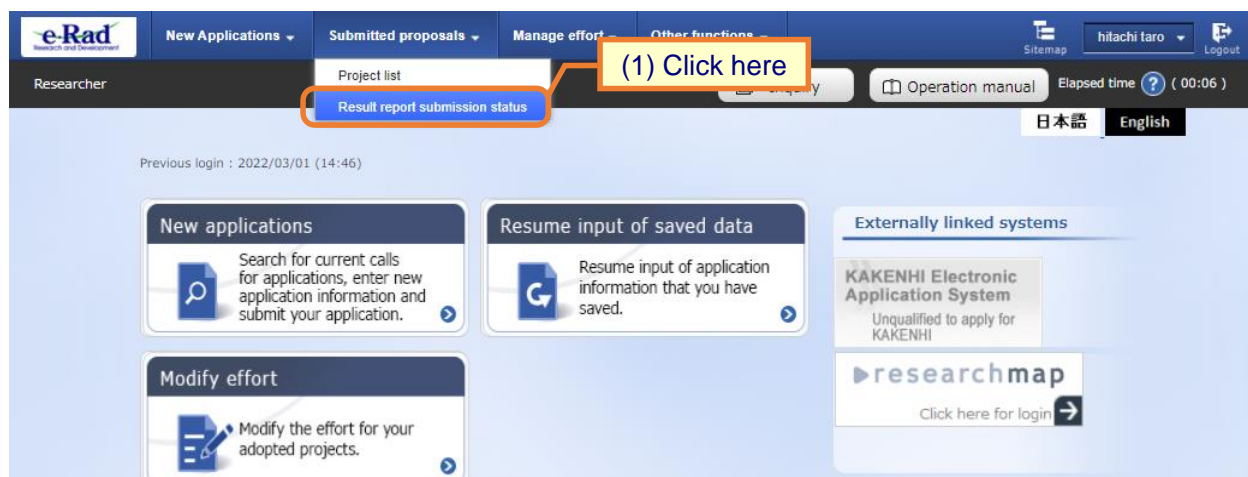 e-Rad
Research and Development
New Applications
Submitted proposals
Manage effort
Other functions
Sitemap
hitachi taro
Logout
(1) Click here
Researcher
Project list
Result report submission status
Operation manual
Elapsed time ? ( 00:06 )
日本語
English
Previous login : 2022/03/01 (14:46)
New applications
Search for current calls
for applications, enter new
application information and
submit your application.
Resume input of saved data
Resume input of application
information that you have
saved.
Externally linked systems
KAKENHI Electronic
Application System
Unqualified to apply for
KAKENHI
researchmap
Click here for login
Modify effort
Modify the effort for your
adopted projects.